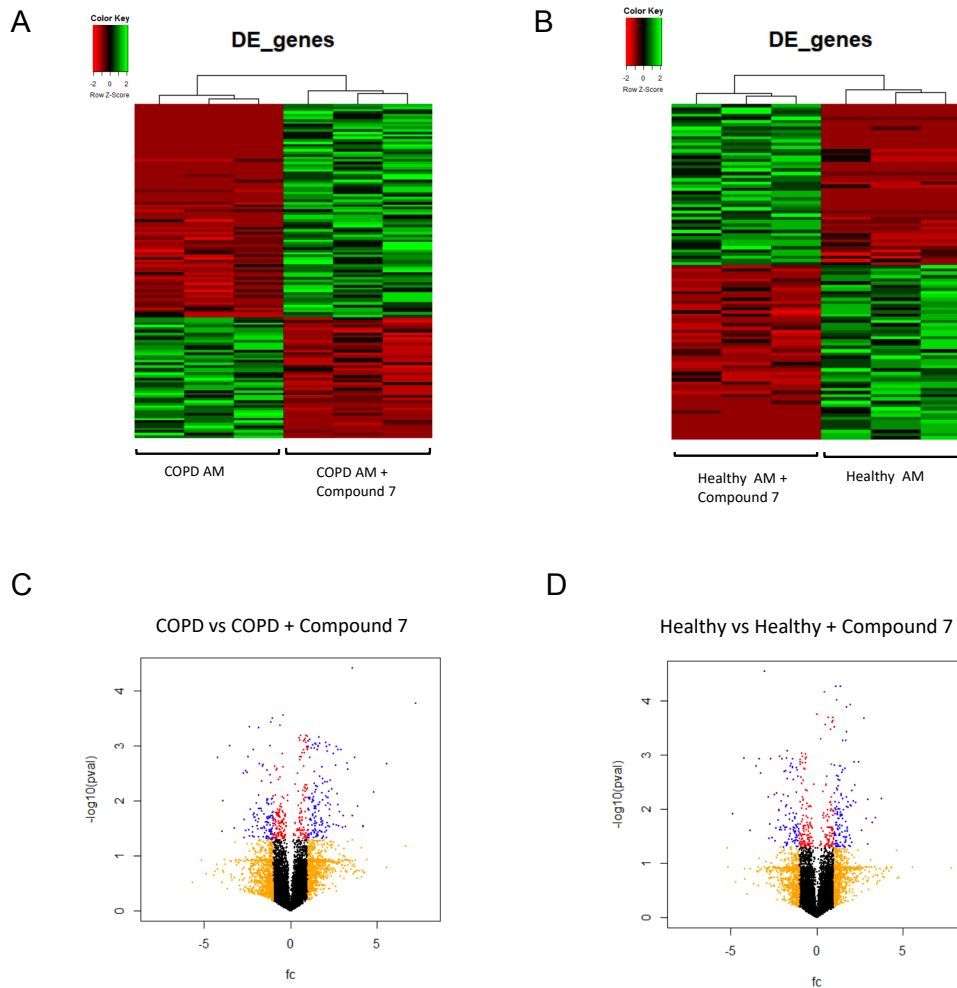 A
Color Key
-2 0 2
Row Z-Score
DE_genes
COPD AM
COPD AM +
Compound 7
B
Color Key
-2 0 2
Row Z-Score
DE_genes
Healthy AM +
Compound 7
Healthy AM
C
COPD vs COPD + Compound 7
-log10(pval)
4
3
2
1
0
-5 0 5
fc
D
Healthy vs Healthy + Compound 7
-log10(pval)
4
3
2
1
0
-5 0 5
fc